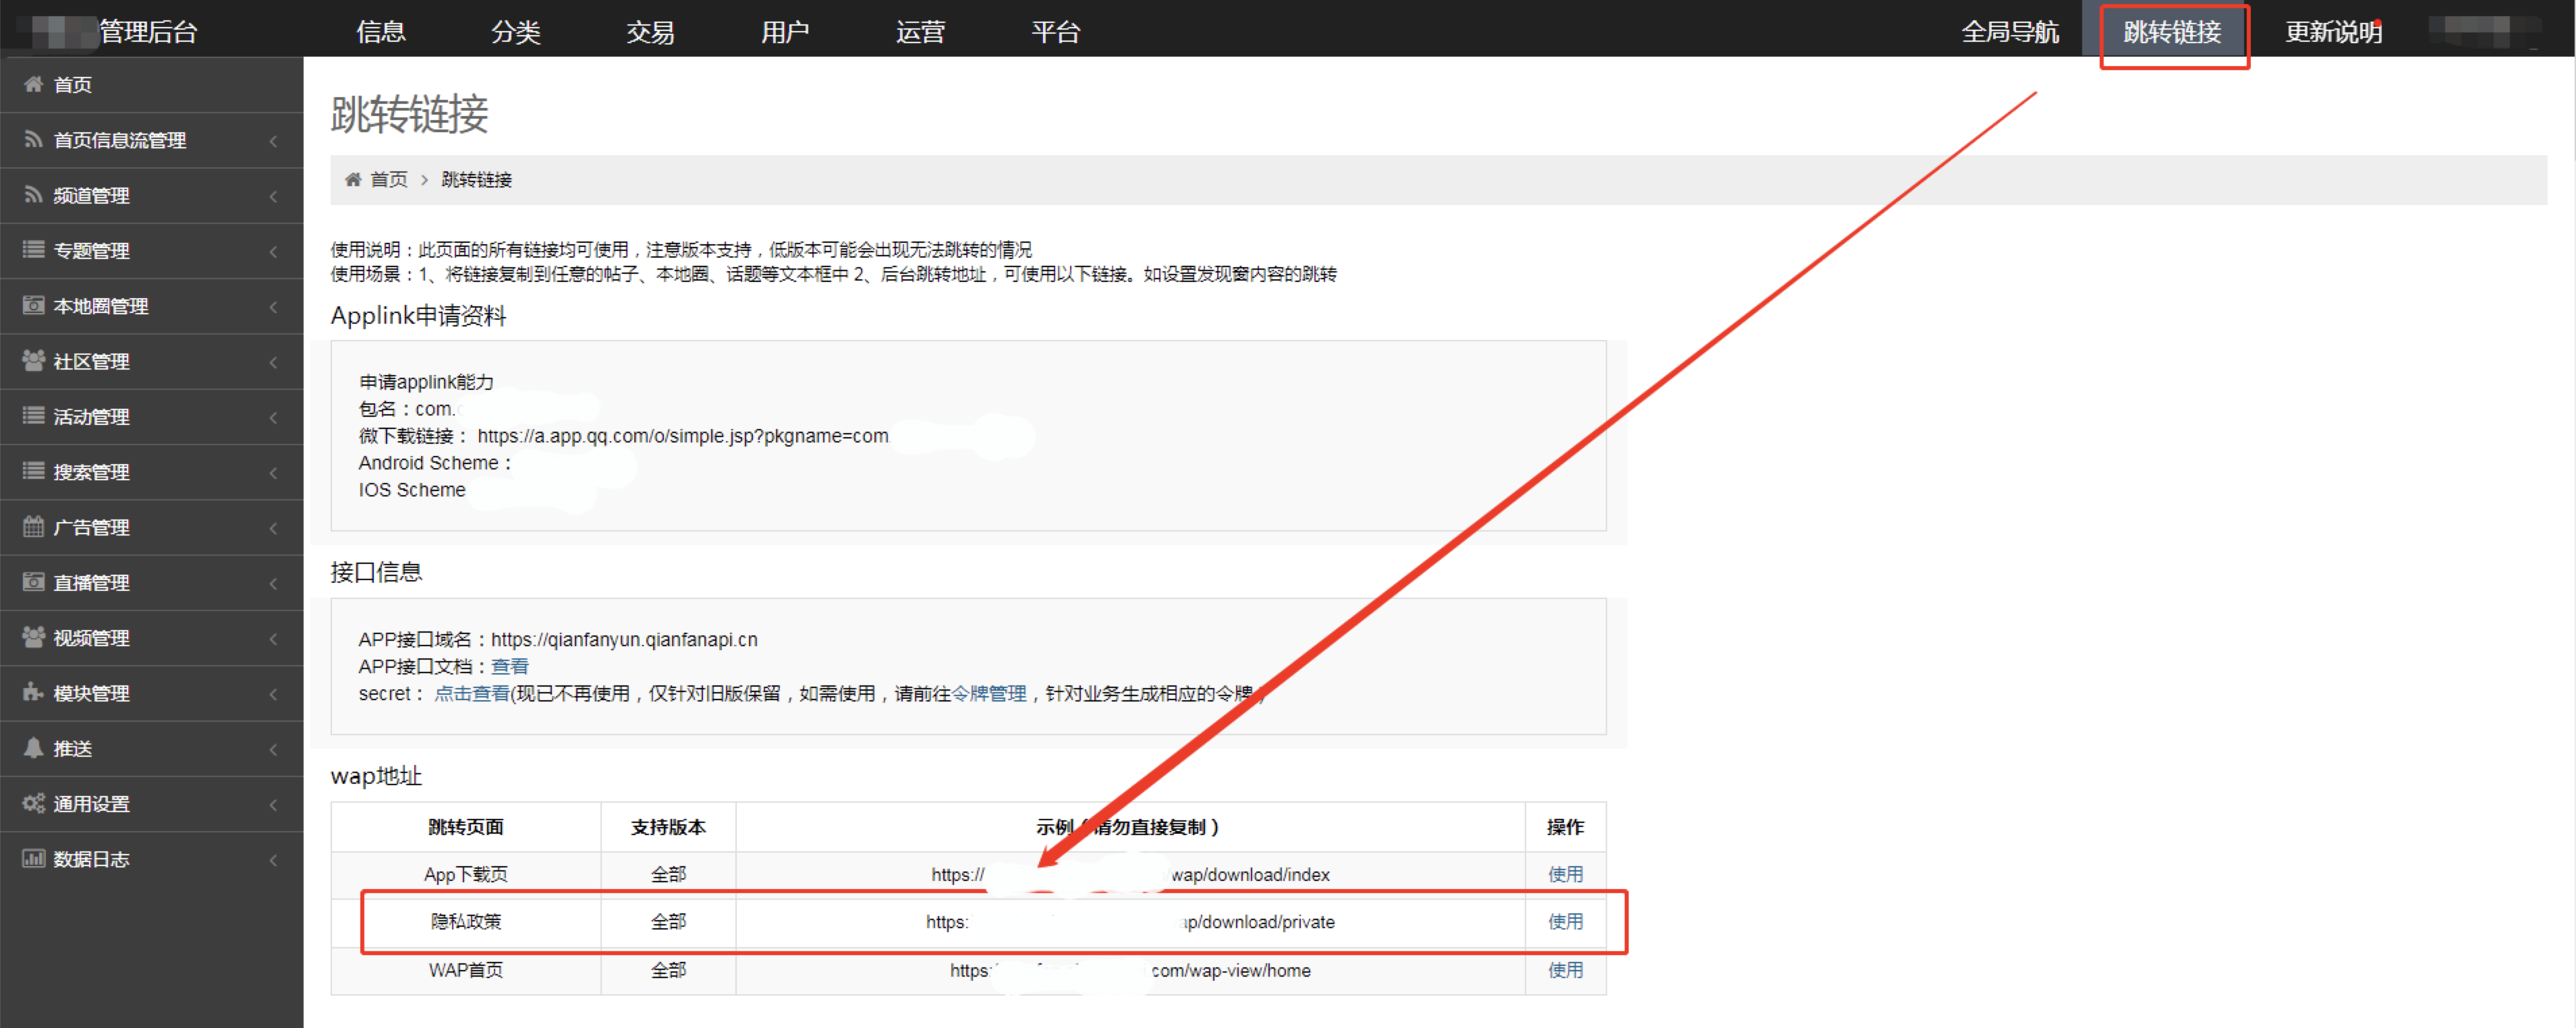 管理后台 信息 分类 交易 用户 运营 平台 全局导航 跳转链接 更新说明
首页
首页信息流管理
频道管理
专题管理
本地圈管理
社区管理
活动管理
搜索管理
广告管理
直播管理
视频管理
模块管理
推送
通用设置
数据日志
跳转链接
首页 > 跳转链接
使用说明：此页面的所有链接均可使用，注意版本支持，低版本可能会出现无法跳转的情况
使用场景：1、将链接复制到任意的帖子、本地圈、话题等文本框中 2、后台跳转地址，可使用以下链接。如设置发现窗内容的跳转
Applink申请资料
申请applink能力
包名：com.
微下载链接： https://a.app.qq.com/o/simple.jsp?pkgname=com
Android Scheme：
IOS Scheme
接口信息
APP接口域名：https://qianfanyun.qianfanapi.cn
APP接口文档：查看
secret： 点击查看(现已不再使用，仅针对旧版保留，如需使用，请前往令牌管理，针对业务生成相应的令牌)
wap地址
跳转页面 支持版本 示例（请勿直接复制） 操作
App下载页 全部 https:// /wap/download/index 使用
隐私政策 全部 https: ap/download/private 使用
WAP首页 全部 https: .com/wap-view/home 使用